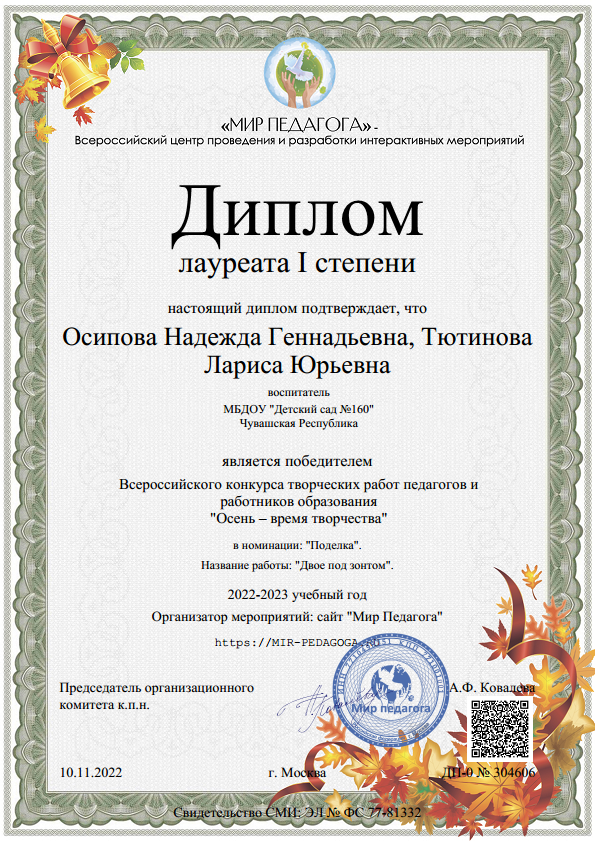 «МИР ПЕДАГОГА» -
Всероссийский центр проведения и разработки интерактивных мероприятий
Диплом
лауреата I степени
настоящий диплом подтверждает, что
Осипова Надежда Геннадьевна, Тютинова
Лариса Юрьевна
воспитатель
МБДОУ "Детский сад №160"
Чувашская Республика
является победителем
Всероссийского конкурса творческих работ педагогов и
работников образования
"Осень – время творчества"
в номинации: "Поделка".
Название работы: "Двое под зонтом".
2022-2023 учебный год
Организатор мероприятий: сайт "Мир Педагога"
https://MIR-PEDAGOGA.
Председатель организационного
комитета к.п.н.
А.Ф. Ковалева
Мир педагога
10.11.2022
г. Москва
ДП-0 № 304606
Свидетельство СМИ: ЭЛ № ФС 77-81332